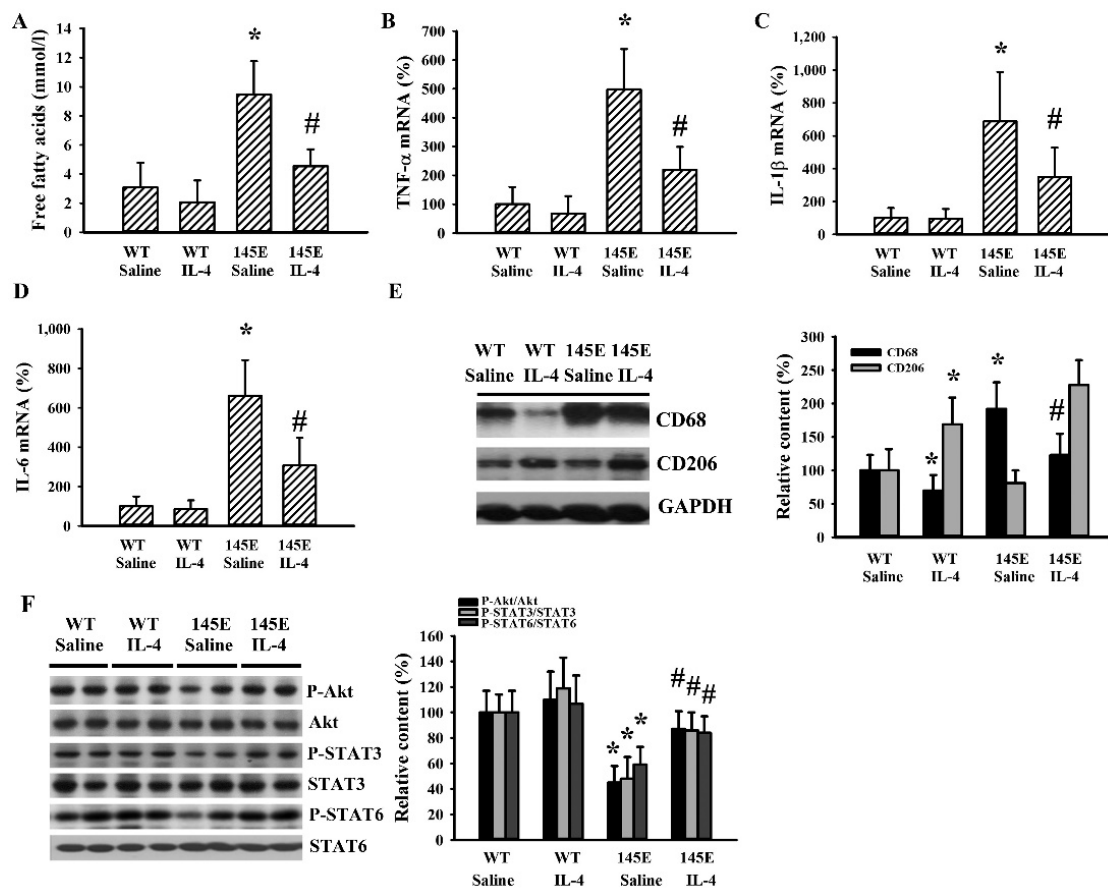 A
Free fatty acids (mmol/l)
14
12
10
8
6
4
2
0
*
#
WT WT 145E 145E
Saline IL-4 Saline IL-4
B
TNF-α mRNA (%)
700
600
500
400
300
200
100
0
*
#
WT WT 145E 145E
Saline IL-4 Saline IL-4
C
IL-1β mRNA (%)
1,200
1,000
800
600
400
200
0
*
#
WT WT 145E 145E
Saline IL-4 Saline IL-4
D
IL-6 mRNA (%)
1,000
800
600
400
200
0
*
#
WT WT 145E 145E
Saline IL-4 Saline IL-4
E
WT WT 145E 145E
Saline IL-4 Saline IL-4
CD68
CD206
GAPDH
Relative content (%)
300
250
200
150
100
50
0
CD68
CD206
* * * #
WT WT 145E 145E
Saline IL-4 Saline IL-4
F
WT WT 145E 145E
Saline IL-4 Saline IL-4
P-Akt
Akt
P-STAT3
STAT3
P-STAT6
STAT6
P-Akt/Akt
P-STAT3/STAT3
P-STAT6/STAT6
Relative content (%)
160
140
120
100
80
60
40
20
0
* * * # # #
WT WT 145E 145E
Saline IL-4 Saline IL-4